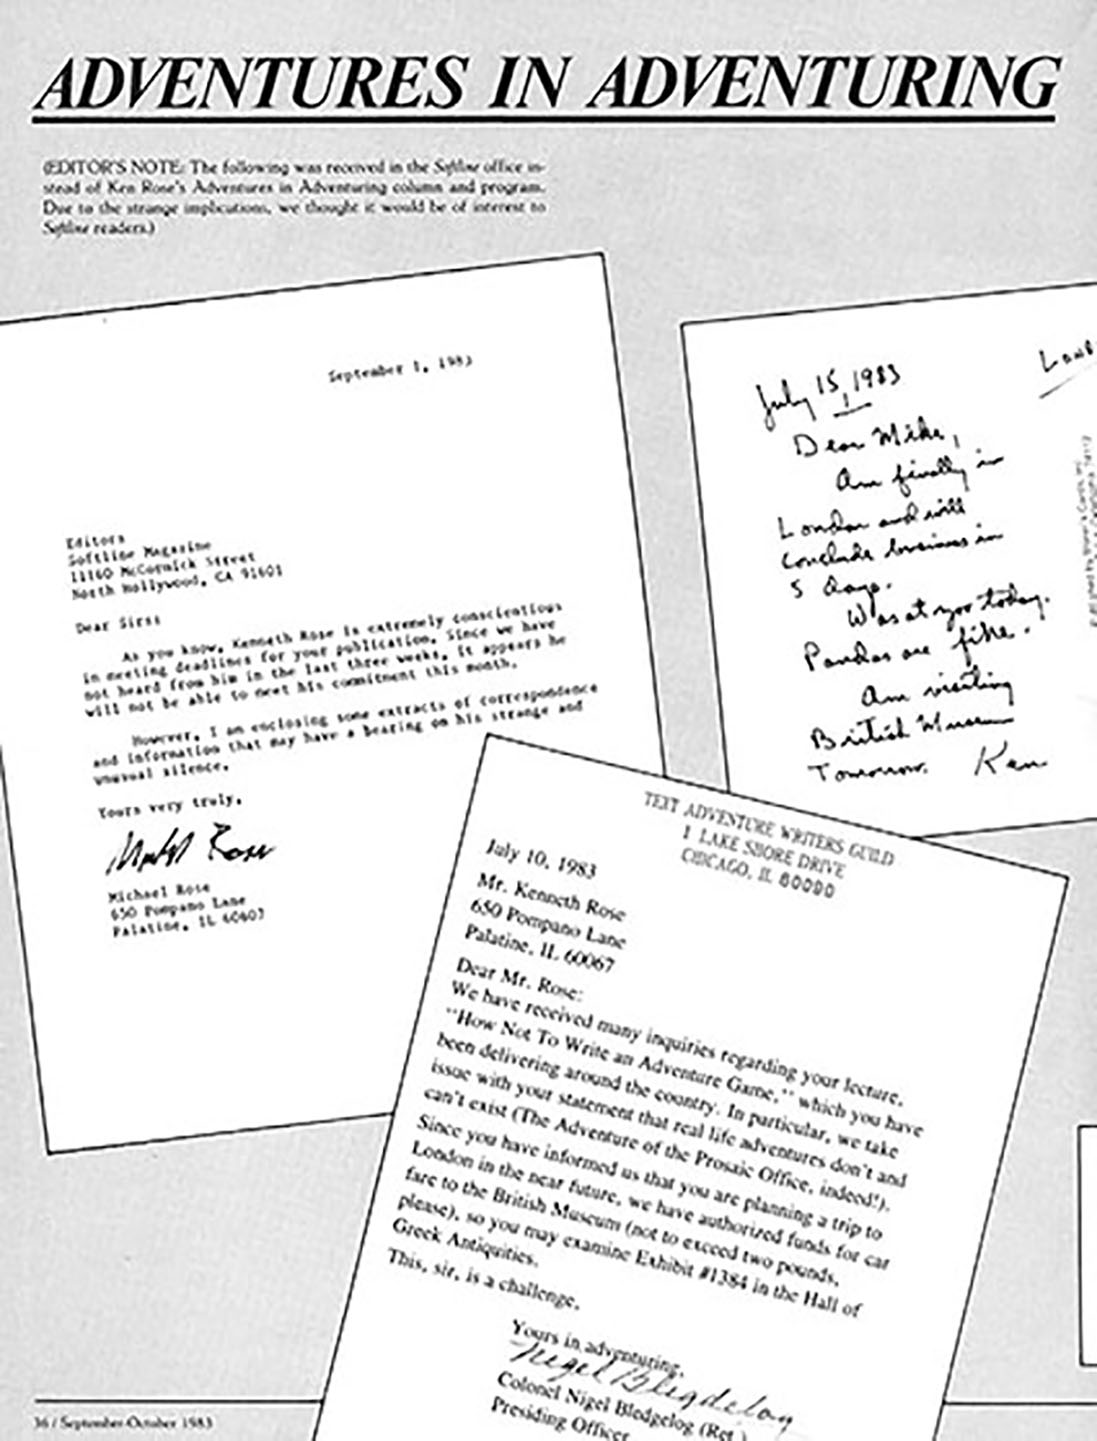 ADVENTURES IN ADVENTURING
(EDITOR'S NOTE: The following was received in the Softline office in-
stead of Ken Rose's Adventures in Adventuring column and program.
Due to the strange implications, we thought it would be of interest to
Softline readers.)
September 1, 1983
Editors
Softline Magazine
11160 McCormick Street
North Hollywood, CA 91601
Dear Sirs:
As you know, Kenneth Rose is extremely conscientious
in meeting deadlines for your publication. Since we have
not heard from him in the last three weeks, it appears he
will not be able to meet his commitment this month.
However, I am enclosing some extracts of correspondence
and information that may have a bearing on his strange and
unusual silence.
Yours very truly,
Michael Rose
650 Pompano Lane
Palatine, IL 60603
July 15, 1983
Dear Mike,
Am finally in
London and will
conclude business in
5 days.
Was at zoo today.
Pandas are fine.
Am visiting
British Museum
Tomorrow. Ken
TEXT ADVENTURE WRITERS GUILD
1 LAKE SHORE DRIVE
CHICAGO, IL 60090
July 10, 1983
Mr. Kenneth Rose
650 Pompano Lane
Palatine, IL 60067
Dear Mr. Rose:
We have received many inquiries regarding your lecture,
"How Not To Write an Adventure Game," which you have
been delivering around the country. In particular, we take
issue with your statement that real life adventures don't and
can't exist (The Adventure of the Prosaic Office, indeed!).
Since you have informed us that you are planning a trip to
London in the near future, we have authorized funds for car
fare to the British Museum (not to exceed two pounds,
please), so you may examine Exhibit #1384 in the Hall of
Greek Antiquities.
This, sir, is a challenge.
Yours in adventuring,
Nigel Bledgelog
Colonel Nigel Bledgelog (Ret.)
Presiding Officer
36 / September-October 1983